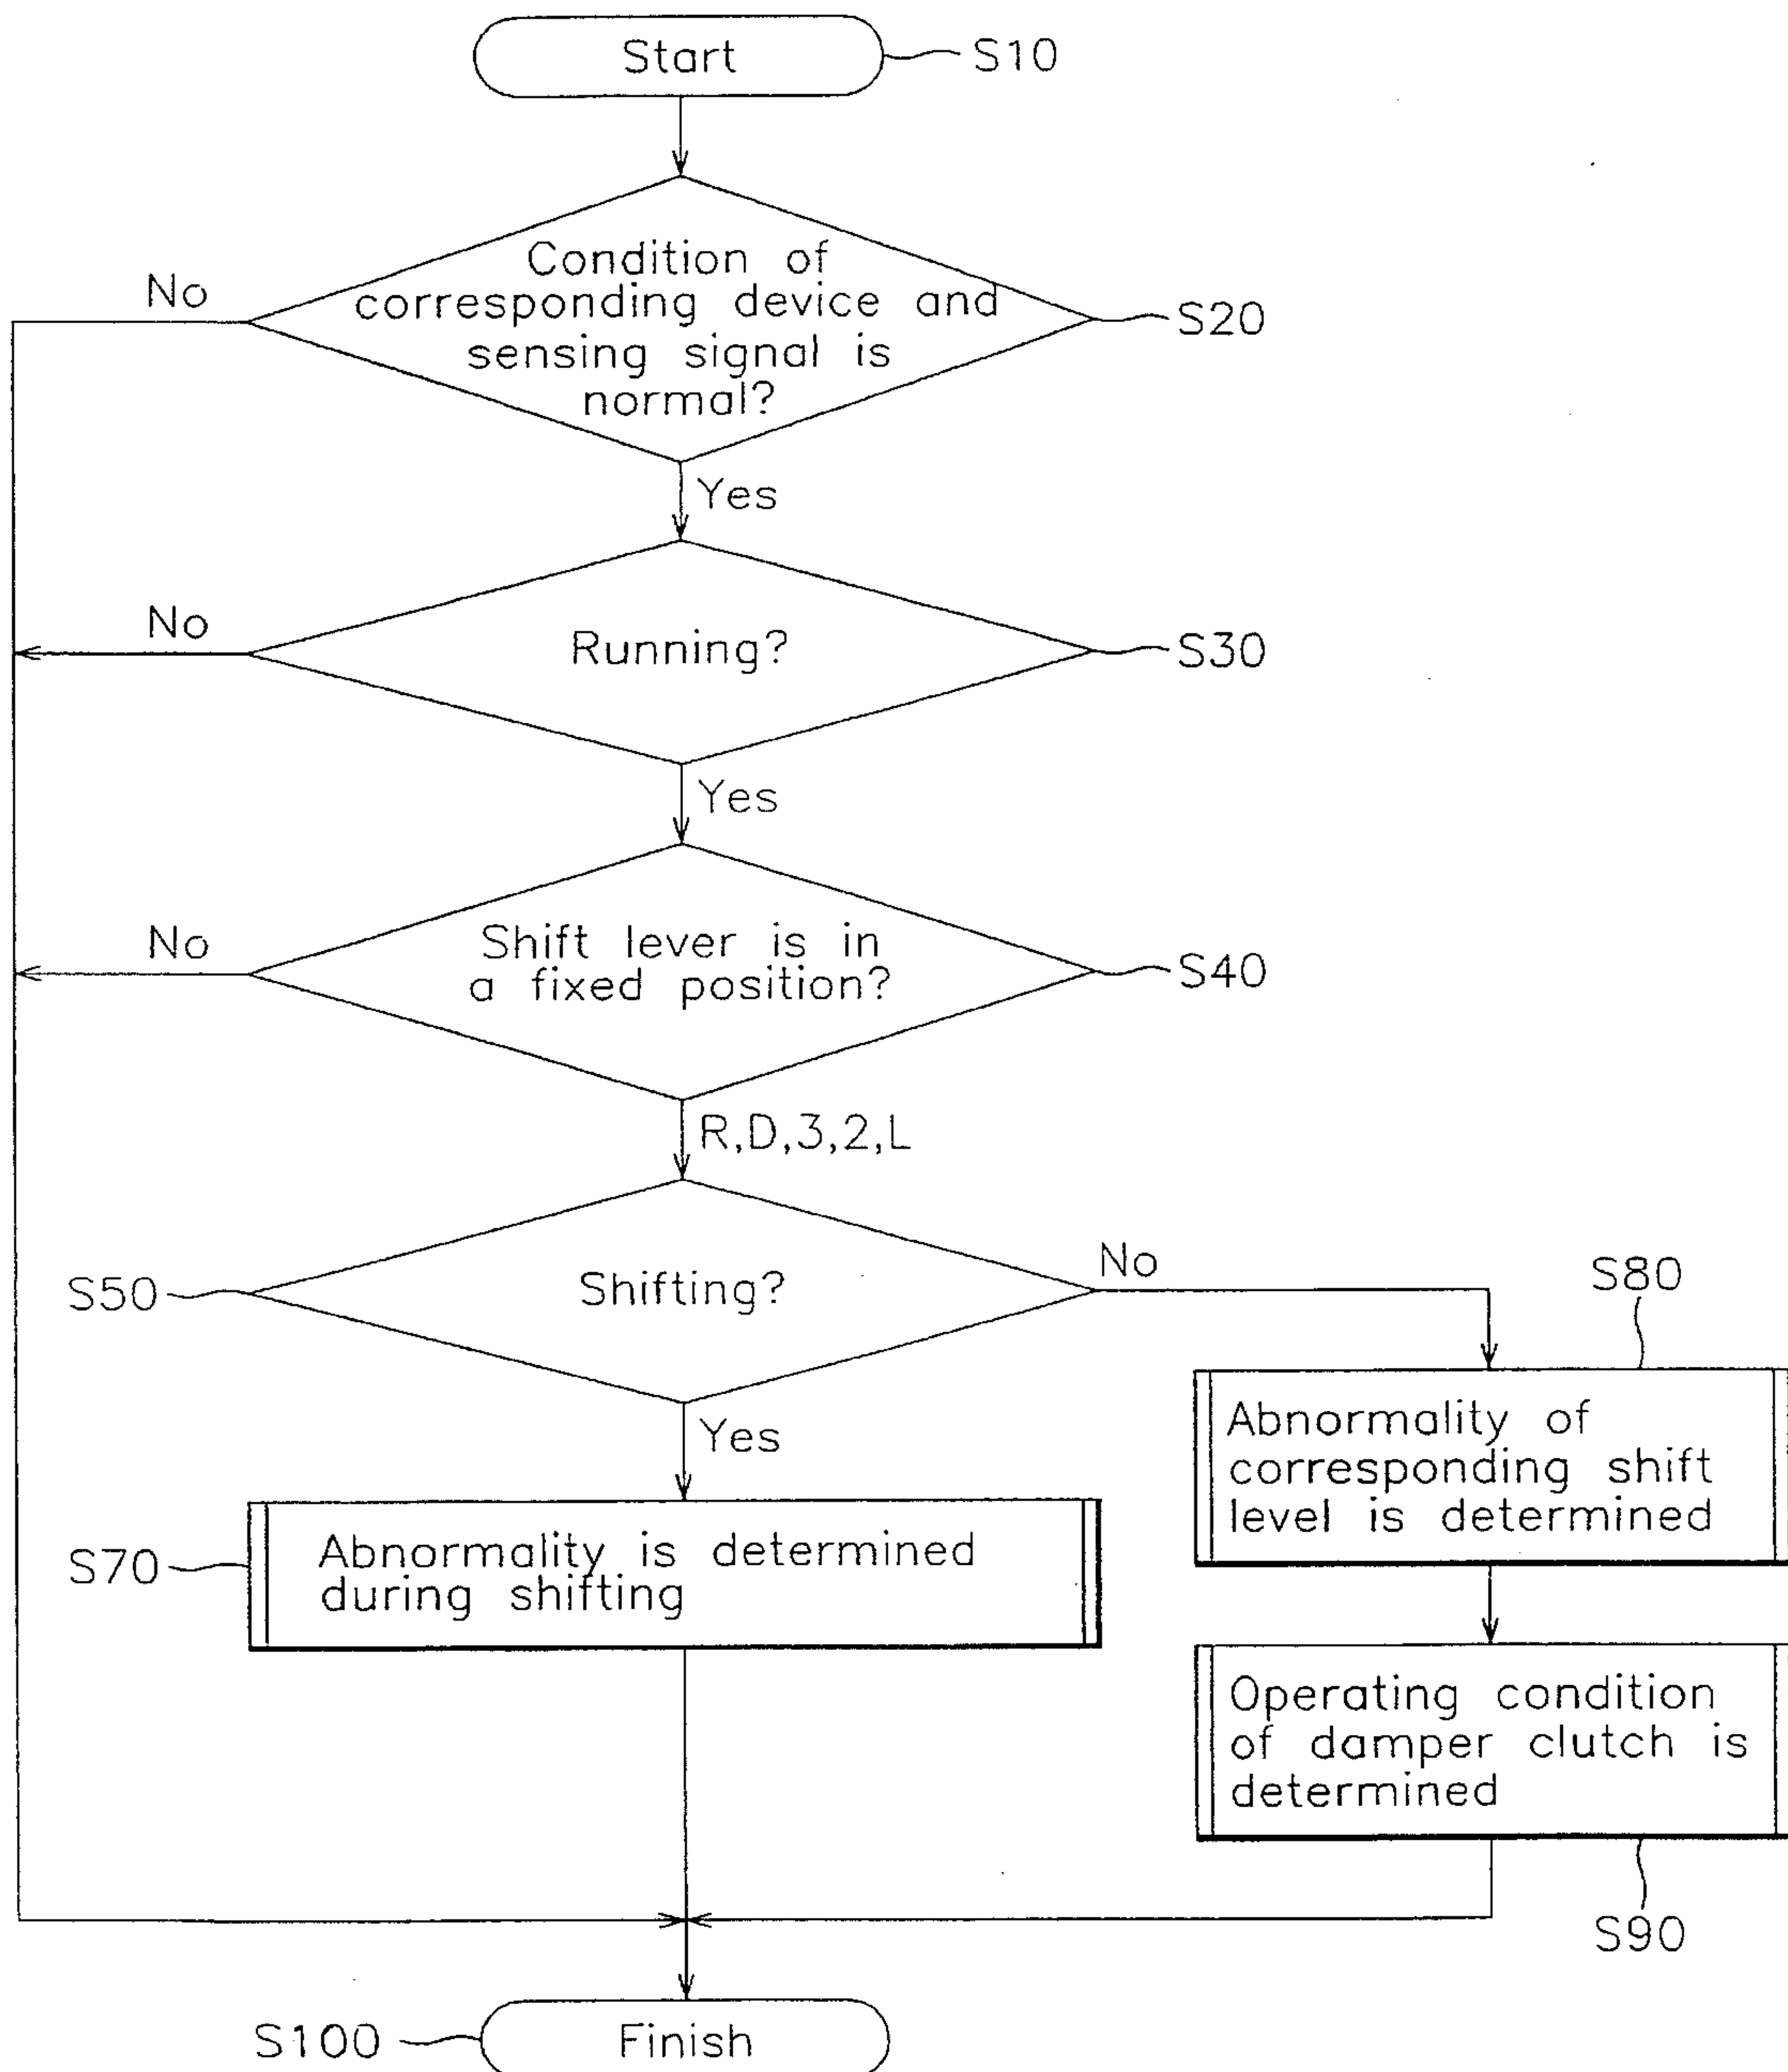 Start
S10
Condition of
corresponding device and
sensing signal is
normal?
No
S20
Yes
Running?
No
S30
Yes
Shift lever is in
a fixed position?
No
S40
R,D,3,2,L
Shifting?
S50
No
S80
Yes
Abnormality of
corresponding shift
level is determined
Abnormality is determined
during shifting
S70
Operating condition
of damper clutch is
determined
S90
Finish
S100